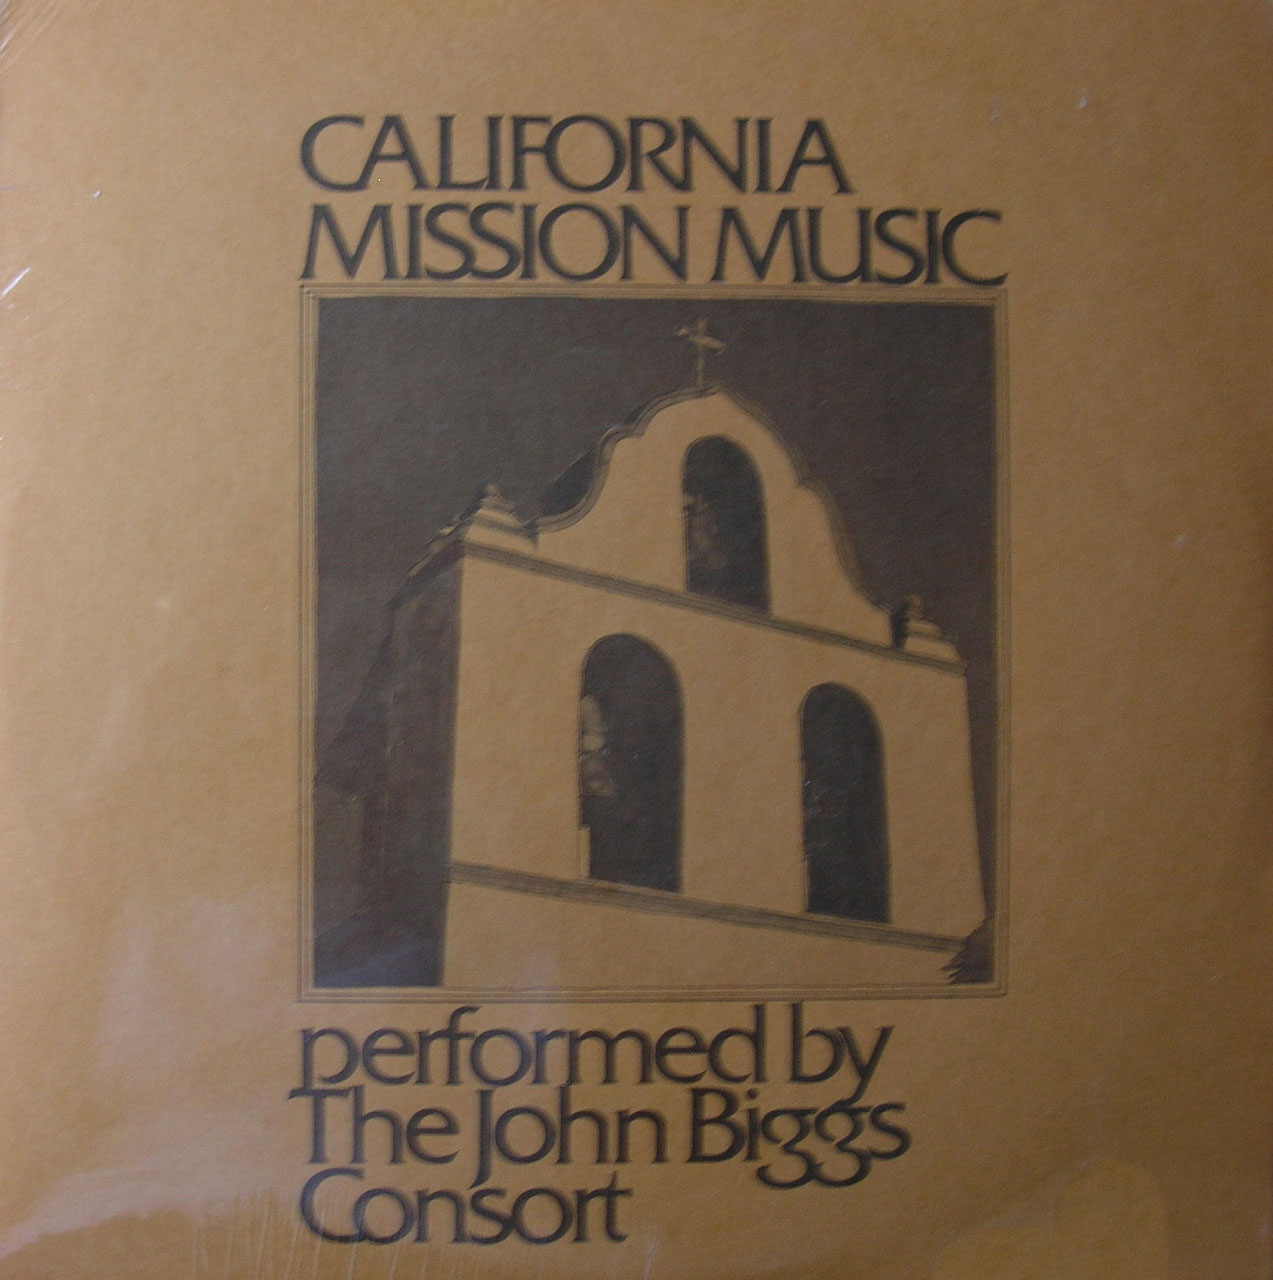 CALIFORNIA
MISSION MUSIC
performed by
The John Biggs
Consort